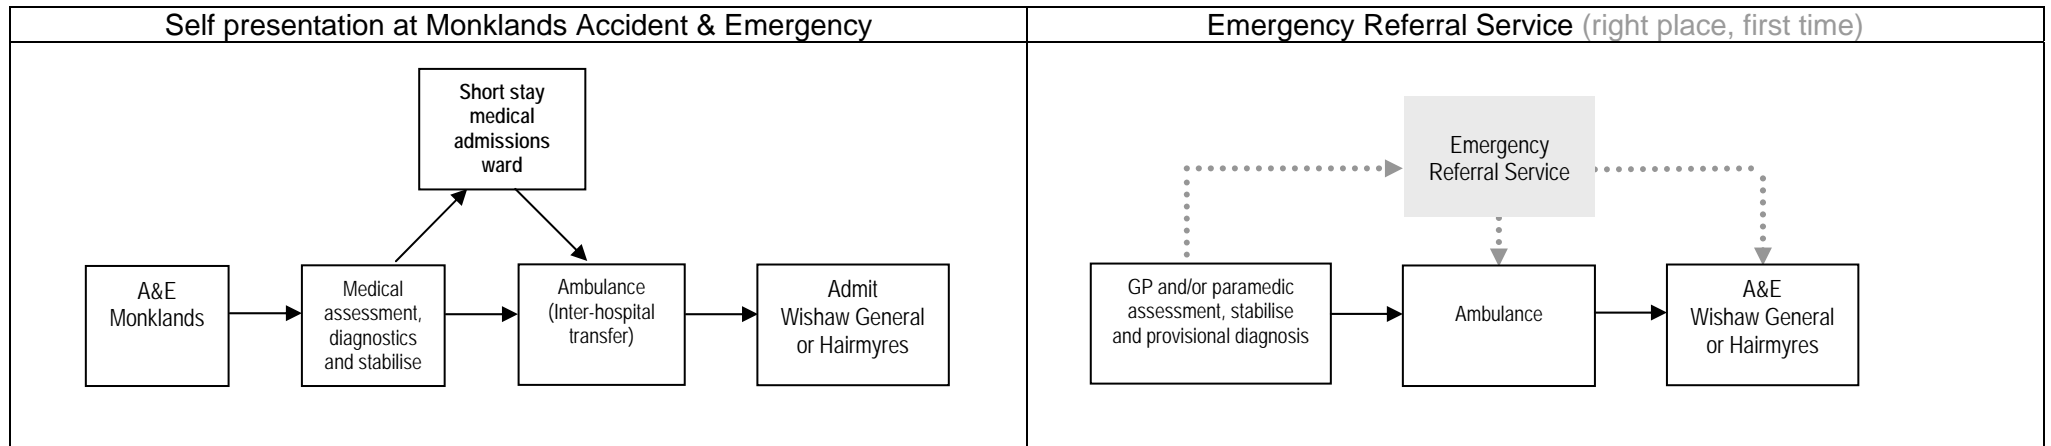 Self presentation at Monklands Accident & Emergency
Short stay
medical
admissions
ward
A&E
Monklands
Medical
assessment,
diagnostics
and stabilise
Ambulance
(Inter-hospital
transfer)
Admit
Wishaw General
or Hairmyres
Emergency Referral Service (right place, first time)
Emergency
Referral Service
GP and/or paramedic
assessment, stabilise
and provisional diagnosis
Ambulance
A&E
Wishaw General
or Hairmyres